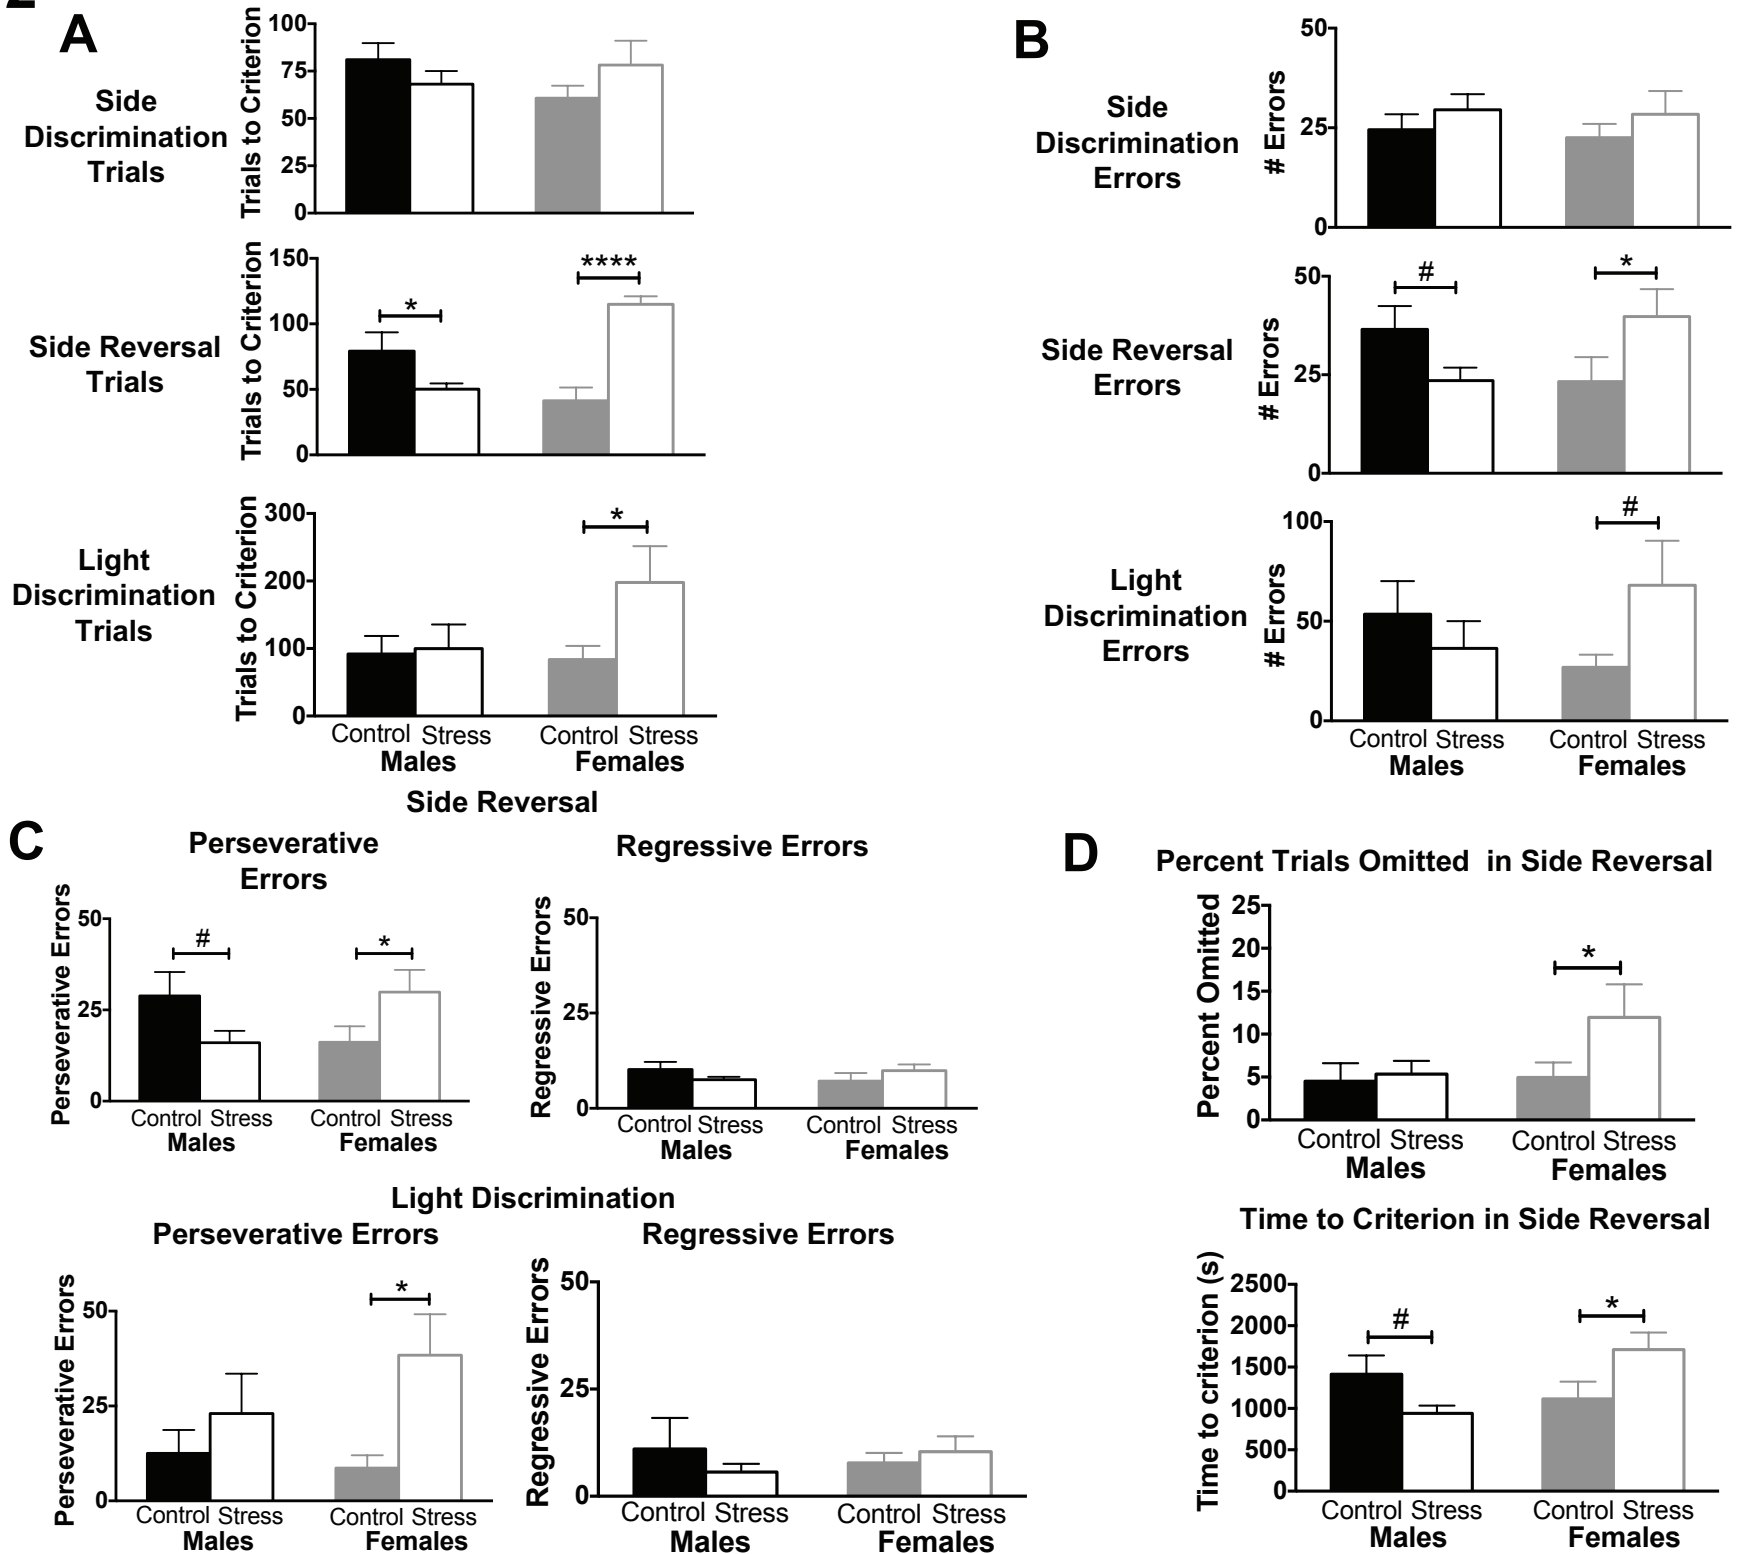 A
Side
Discrimination
Trials
Trials to Criterion
100
75
50
25
0
Side Reversal
Trials
Trials to Criterion
150
100
50
0
*
****
Light
Discrimination
Trials
Trials to Criterion
300
200
100
0
*
Control Stress Control Stress
Males Females
B
Side
Discrimination
Errors
# Errors
50
25
0
Side Reversal
Errors
# Errors
50
25
0
#
*
Light
Discrimination
Errors
# Errors
100
50
0
#
Control Stress Control Stress
Males Females
Side Reversal
C
Perseverative
Errors
Perseverative Errors
50
25
0
#
*
Control Stress Control Stress
Males Females
Regressive Errors
Regressive Errors
50
25
0
Control Stress Control Stress
Males Females
Light Discrimination
Perseverative Errors
Perseverative Errors
50
25
0
*
Control Stress Control Stress
Males Females
Regressive Errors
Regressive Errors
50
25
0
Control Stress Control Stress
Males Females
D
Percent Trials Omitted in Side Reversal
Percent Omitted
25
20
15
10
5
0
*
Control Stress Control Stress
Males Females
Time to Criterion in Side Reversal
Time to criterion (s)
2500
2000
1500
1000
500
0
#
*
Control Stress Control Stress
Males Females